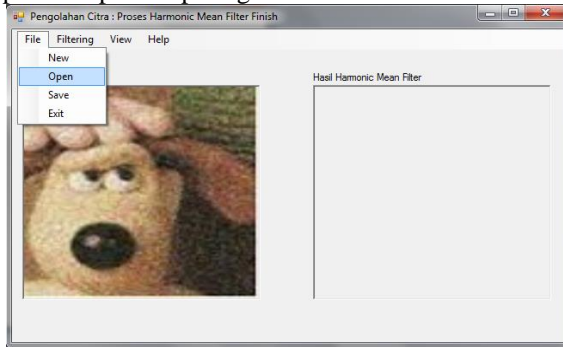 Pengolahan Citra : Proses Harmonic Mean Filter Finish
File Filtering View Help
New
Open
Save
Exit
Hasil Harmonic Mean Filter